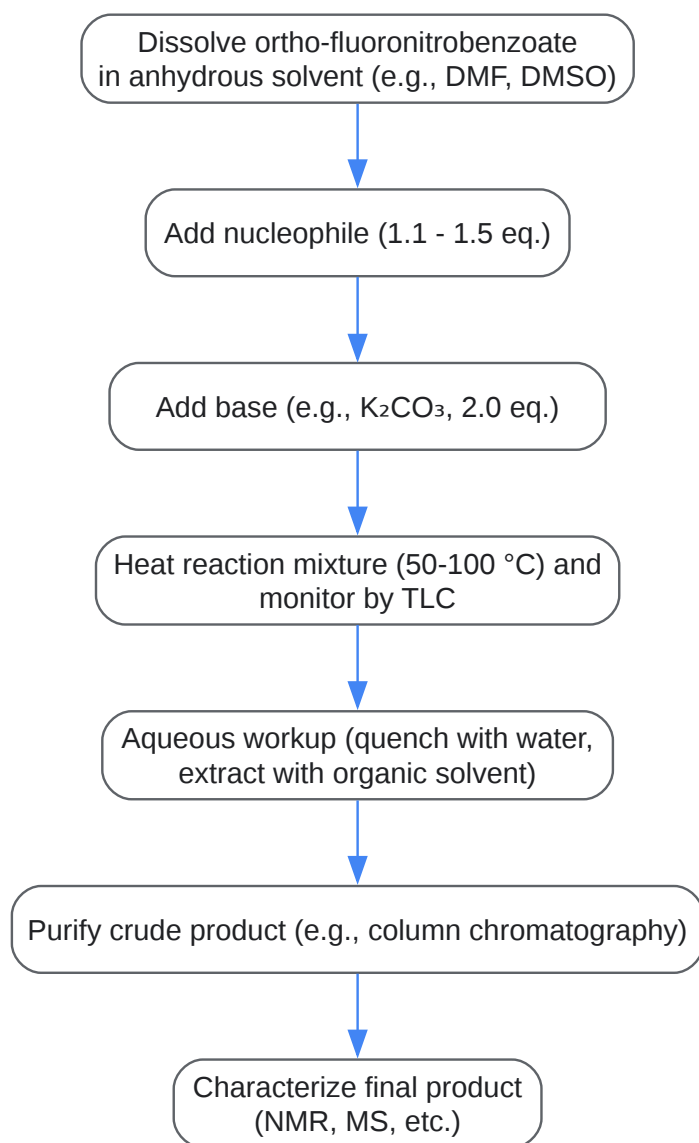 Dissolve ortho-fluoronitrobenzoate
in anhydrous solvent (e.g., DMF, DMSO)
Add nucleophile (1.1 - 1.5 eq.)
Add base (e.g., K₂CO₃, 2.0 eq.)
Heat reaction mixture (50-100 °C) and
monitor by TLC
Aqueous workup (quench with water,
extract with organic solvent)
Purify crude product (e.g., column chromatography)
Characterize final product
(NMR, MS, etc.)